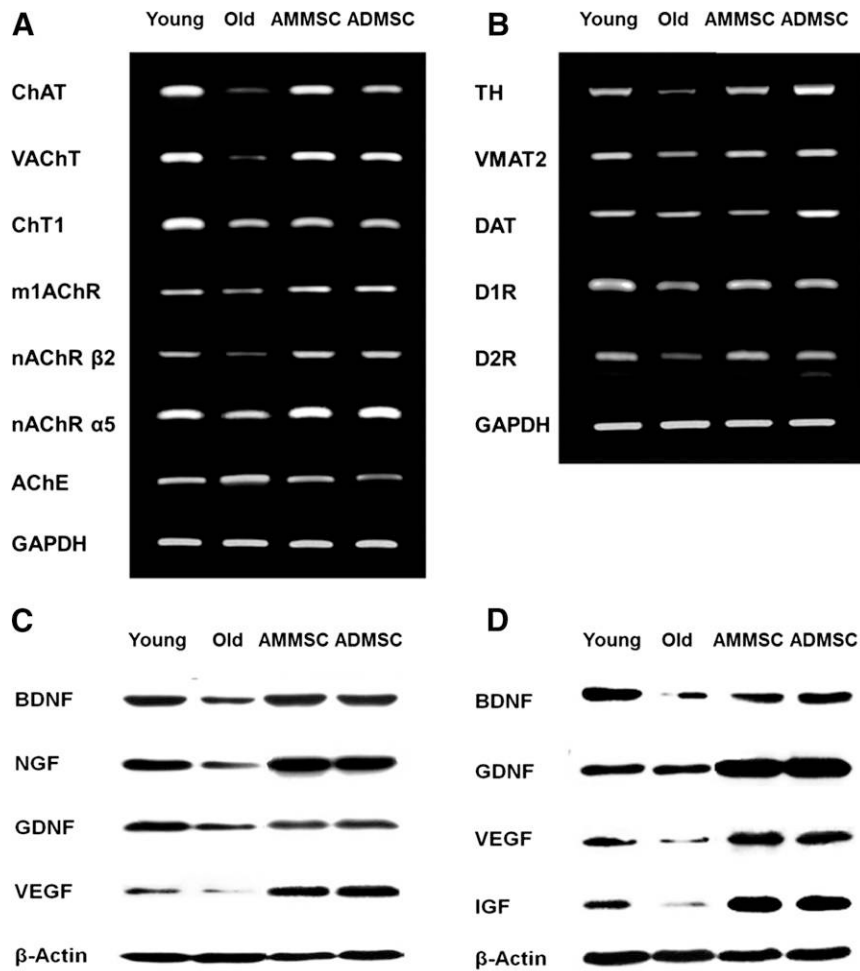 A
Young Old AMMSC ADMSC
ChAT
VAChT
ChT1
m1AChR
nAChR β2
nAChR α5
AChE
GAPDH
B
Young Old AMMSC ADMSC
TH
VMAT2
DAT
D1R
D2R
GAPDH
C
Young Old AMMSC ADMSC
BDNF
NGF
GDNF
VEGF
β-Actin
D
Young Old AMMSC ADMSC
BDNF
GDNF
VEGF
IGF
β-Actin